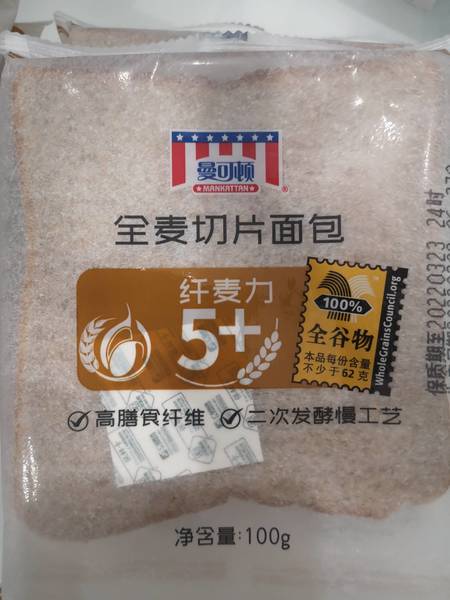 曼可顿
MANKATTAN
®
全麦切片面包
纤麦力
5+
100%
全谷物
本品每份含量
不少于 62 克
WholeGrainsCouncil.org
高膳食纤维
二次发酵慢工艺
净含量:100g
保质期至20220323 24时